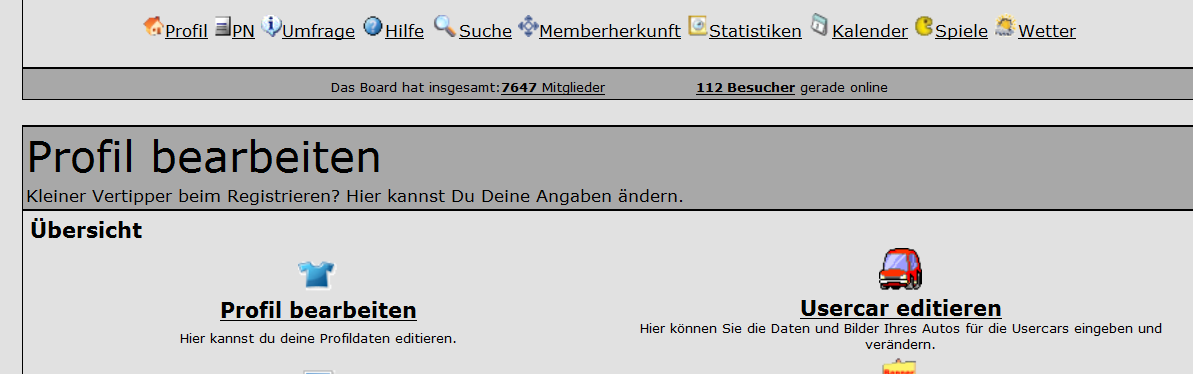 Profil PN Umfrage Hilfe Suche Memberherkunft Statistiken Kalender Spiele Wetter
Das Board hat insgesamt:7647 Mitglieder 112 Besucher gerade online
Profil bearbeiten
Kleiner Vertipper beim Registrieren? Hier kannst Du Deine Angaben ändern.
Übersicht
Profil bearbeiten
Hier kannst du deine Profildaten editieren.
Usercar editieren
Hier können Sie die Daten und Bilder Ihres Autos für die Usercars eingeben und
verändern.